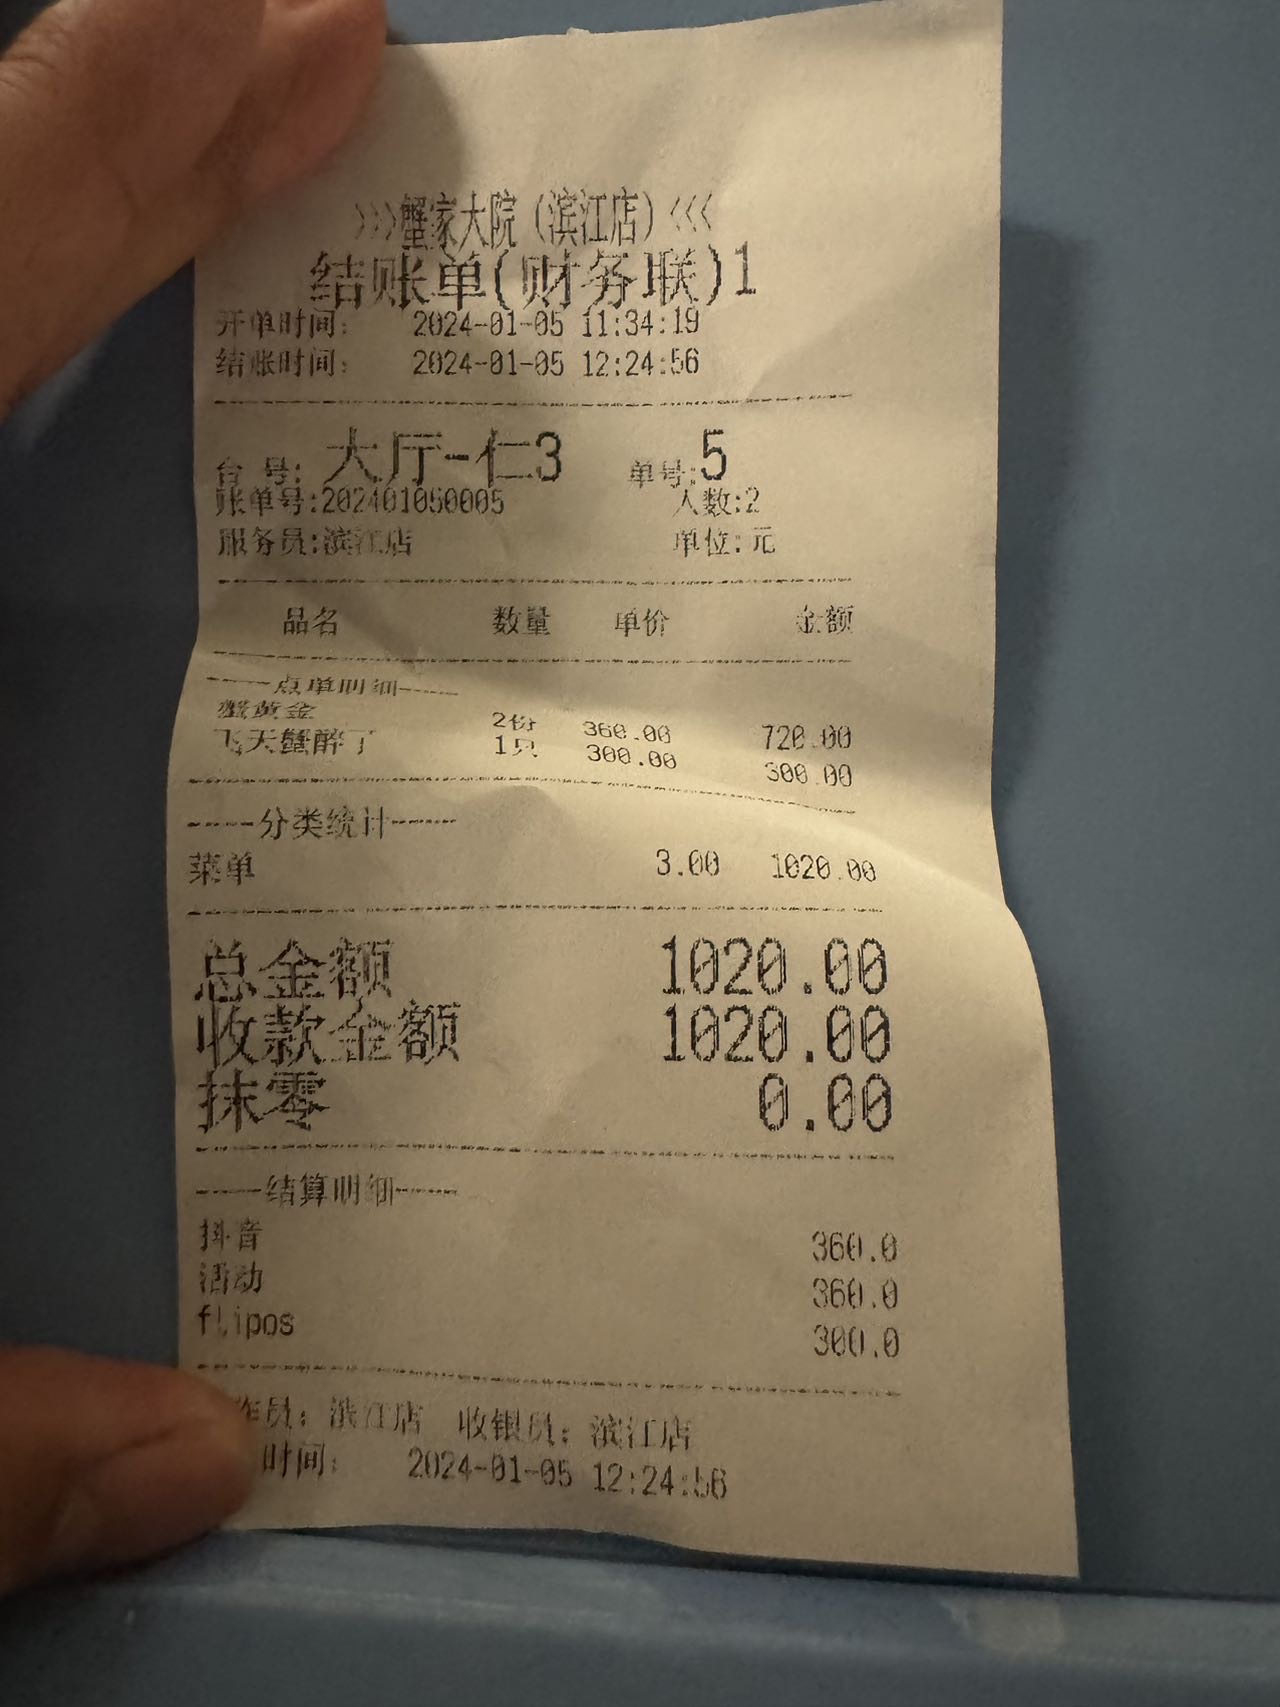 >>>蟹家大院(滨江店)<<<
结账单(财务联)1
开单时间: 2024-01-05 11:34:19
结账时间: 2024-01-05 12:24:56
台 号: 大厅-仁3 单号:5
账单号:202401050005 人数:2
服务员:滨江店 单位:元
品名 数量 单价 金额
-----点单明细-----
蟹黄金 2份 360.00 720.00
飞天蟹醉了 1只 300.00 300.00
-----分类统计-----
菜单 3.00 1020.00
总金额 1020.00
收款金额 1020.00
抹零 0.00
-----结算明细-----
抖音 360.0
活动 360.0
flipos 300.0
作员: 滨江店 收银员: 滨江店
时间: 2024-01-05 12:24:56